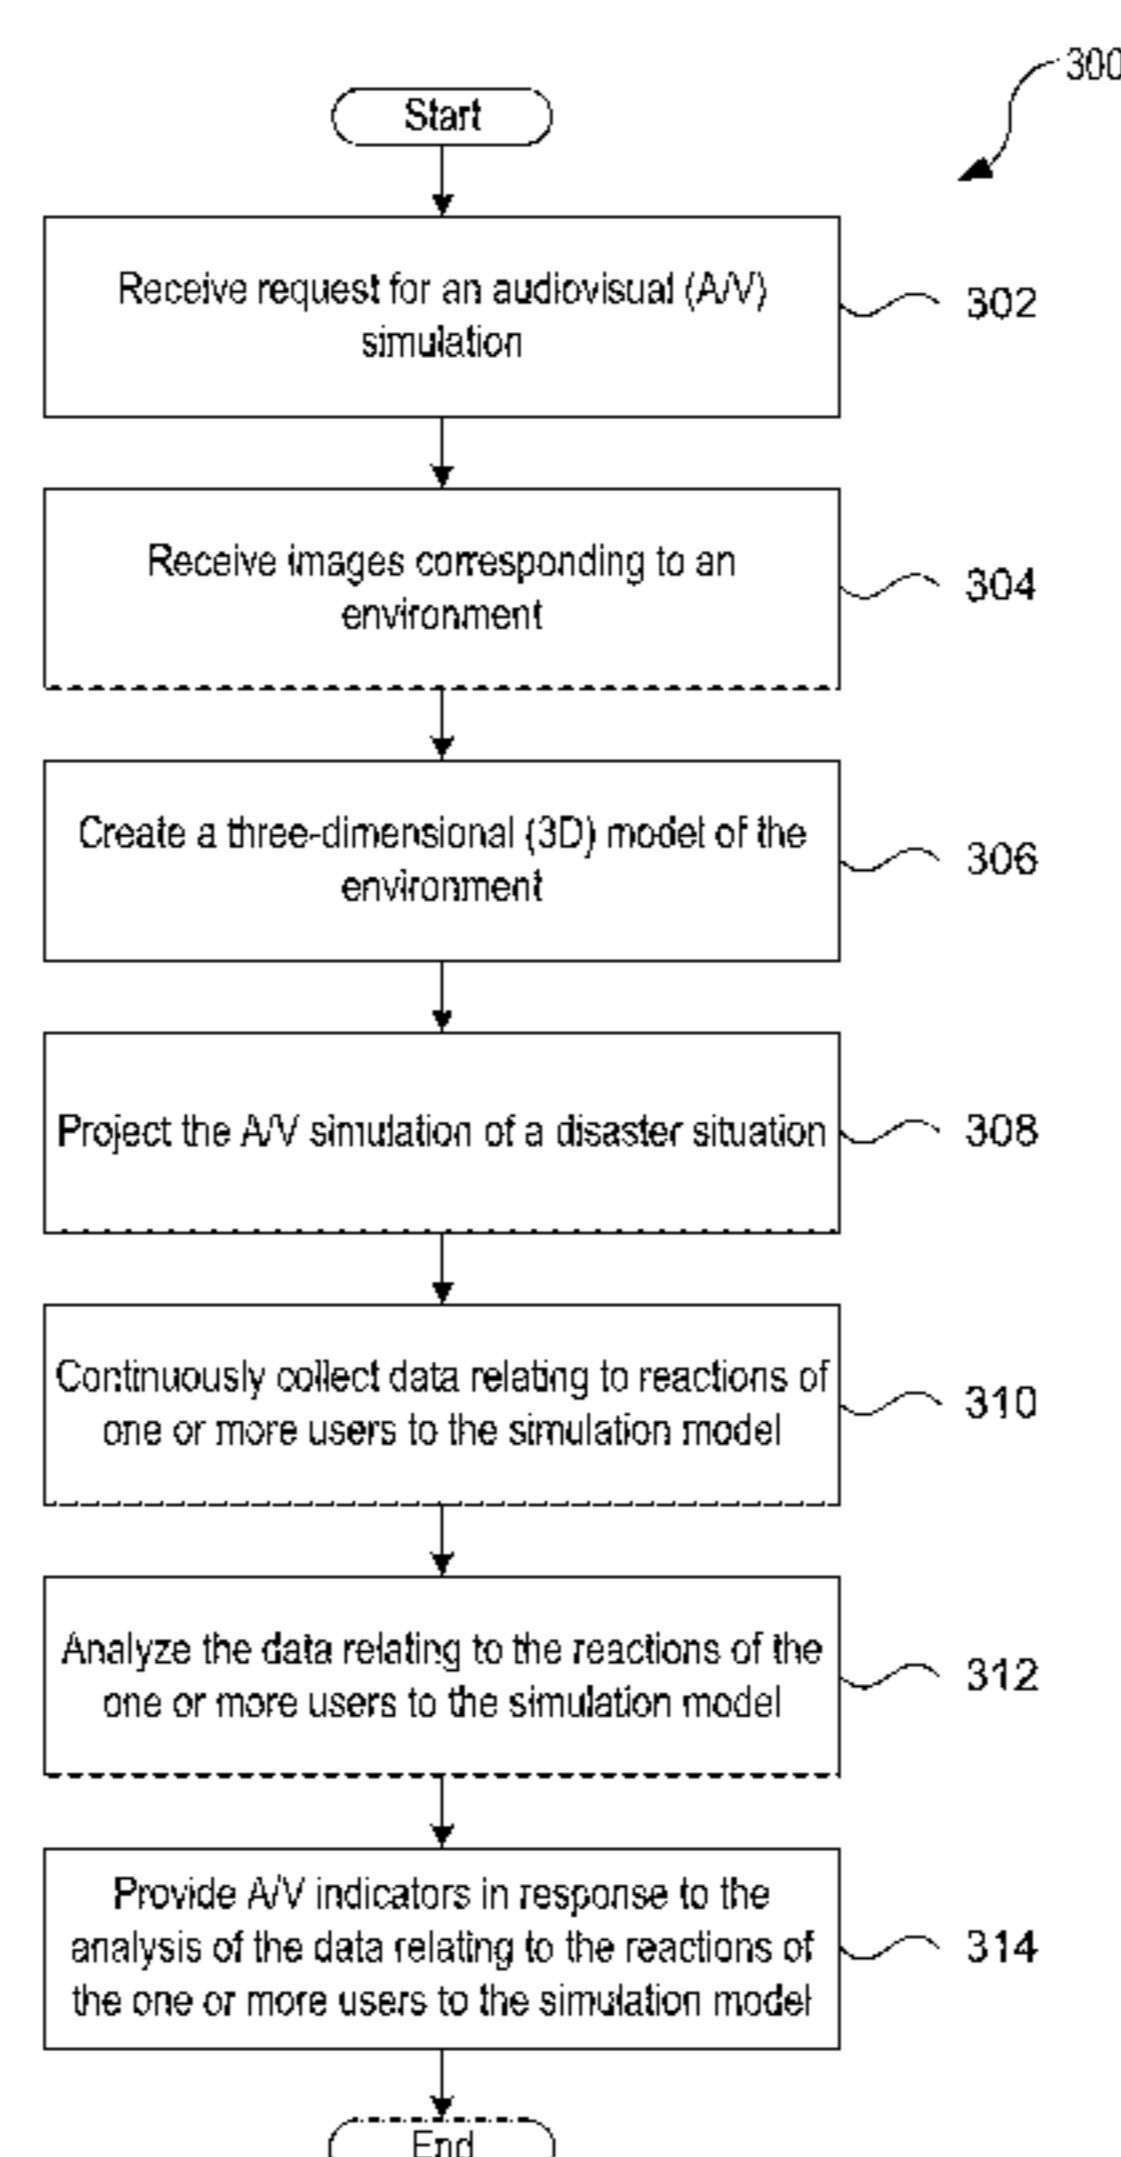 300
Start
Receive request for an audiovisual (A/V)
simulation
302
Receive images corresponding to an
environment
304
Create a three-dimensional (3D) model of the
environment
306
Project the A/V simulation of a disaster situation
308
Continuously collect data relating to reactions of
one or more users to the simulation model
310
Analyze the data relating to the reactions of the
one or more users to the simulation model
312
Provide A/V indicators in response to the
analysis of the data relating to the reactions of
the one or more users to the simulation model
314
End